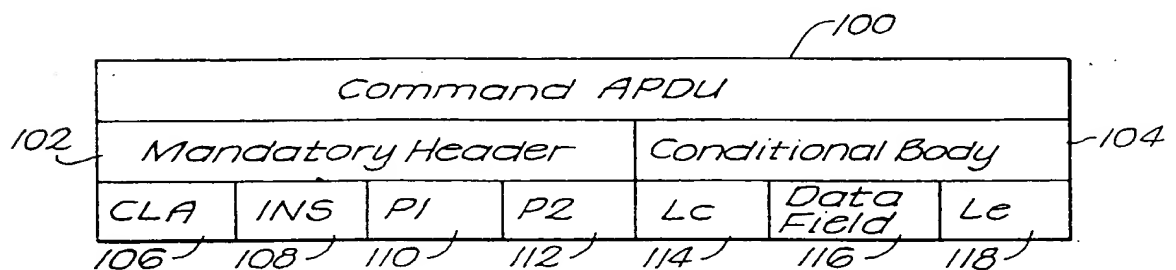 100
Command APDU
102 Mandatory Header Conditional Body 104
CLA INS P1 P2 Lc Data Field Le
106 108 110 112 114 116 118